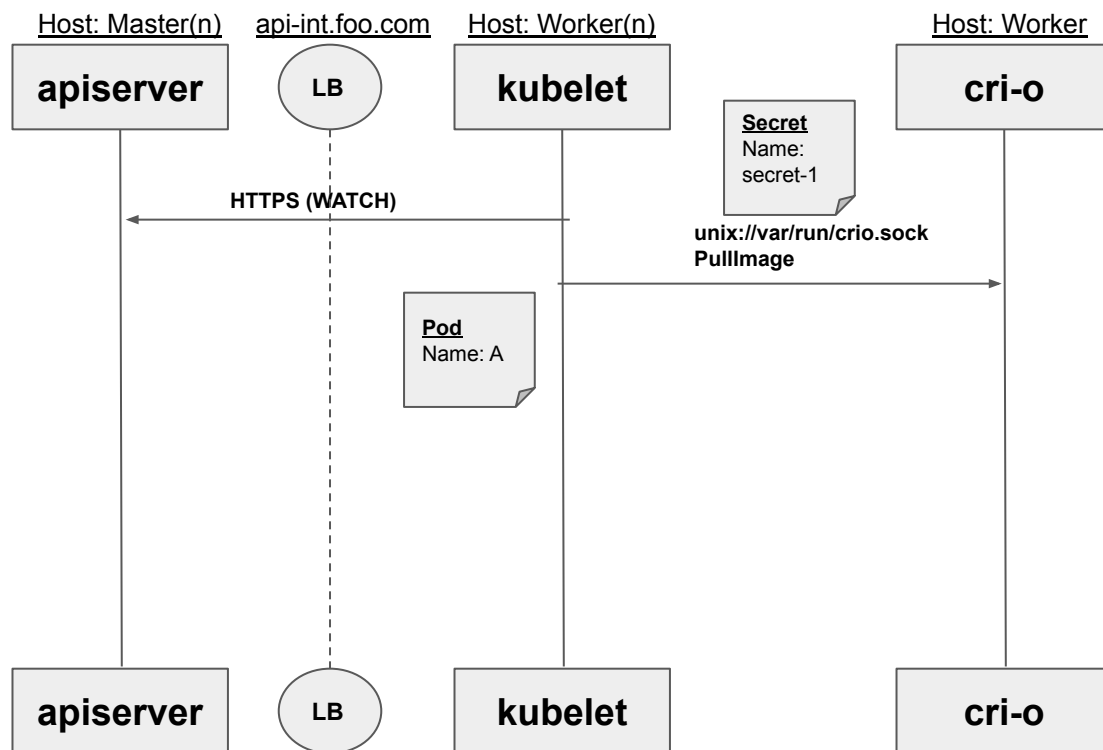 Host: Master(n)
api-int.foo.com
Host: Worker(n)
Host: Worker
apiserver
LB
kubelet
cri-o
Secret
Name:
secret-1
HTTPS (WATCH)
unix://var/run/crio.sock
PullImage
Pod
Name: A
apiserver
LB
kubelet
cri-o